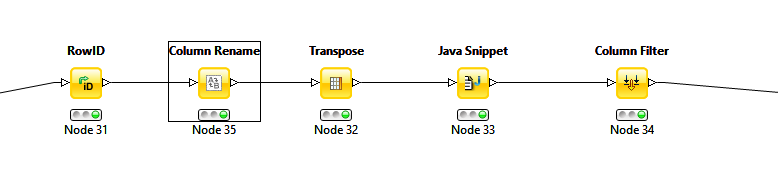 RowID
Column Rename
Transpose
Java Snippet
Column Filter
ID
Node 31
Node 35
Node 32
Node 33
Node 34